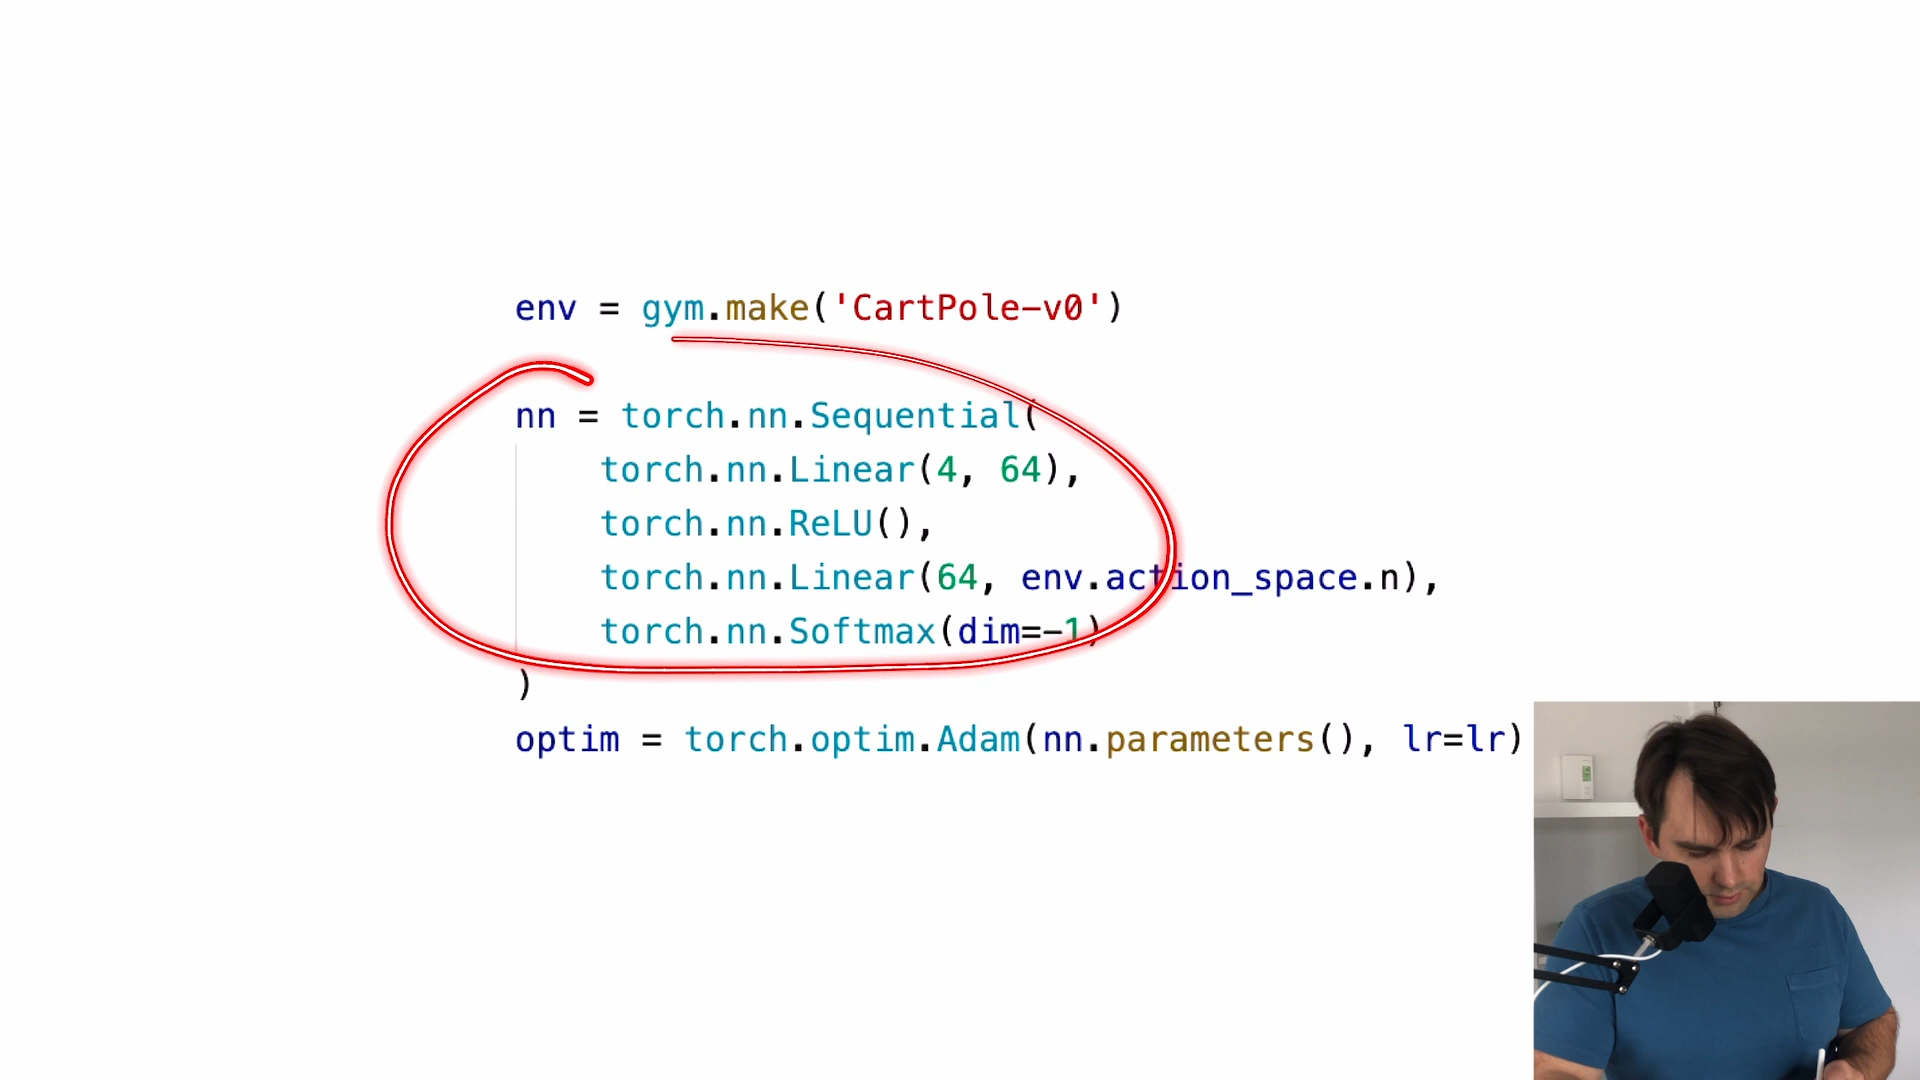 env = gym.make('CartPole-v0')
nn = torch.nn.Sequential(
torch.nn.Linear(4, 64),
torch.nn.ReLU(),
torch.nn.Linear(64, env.action_space.n),
torch.nn.Softmax(dim=-1)
)
optim = torch.optim.Adam(nn.parameters(), lr=lr)